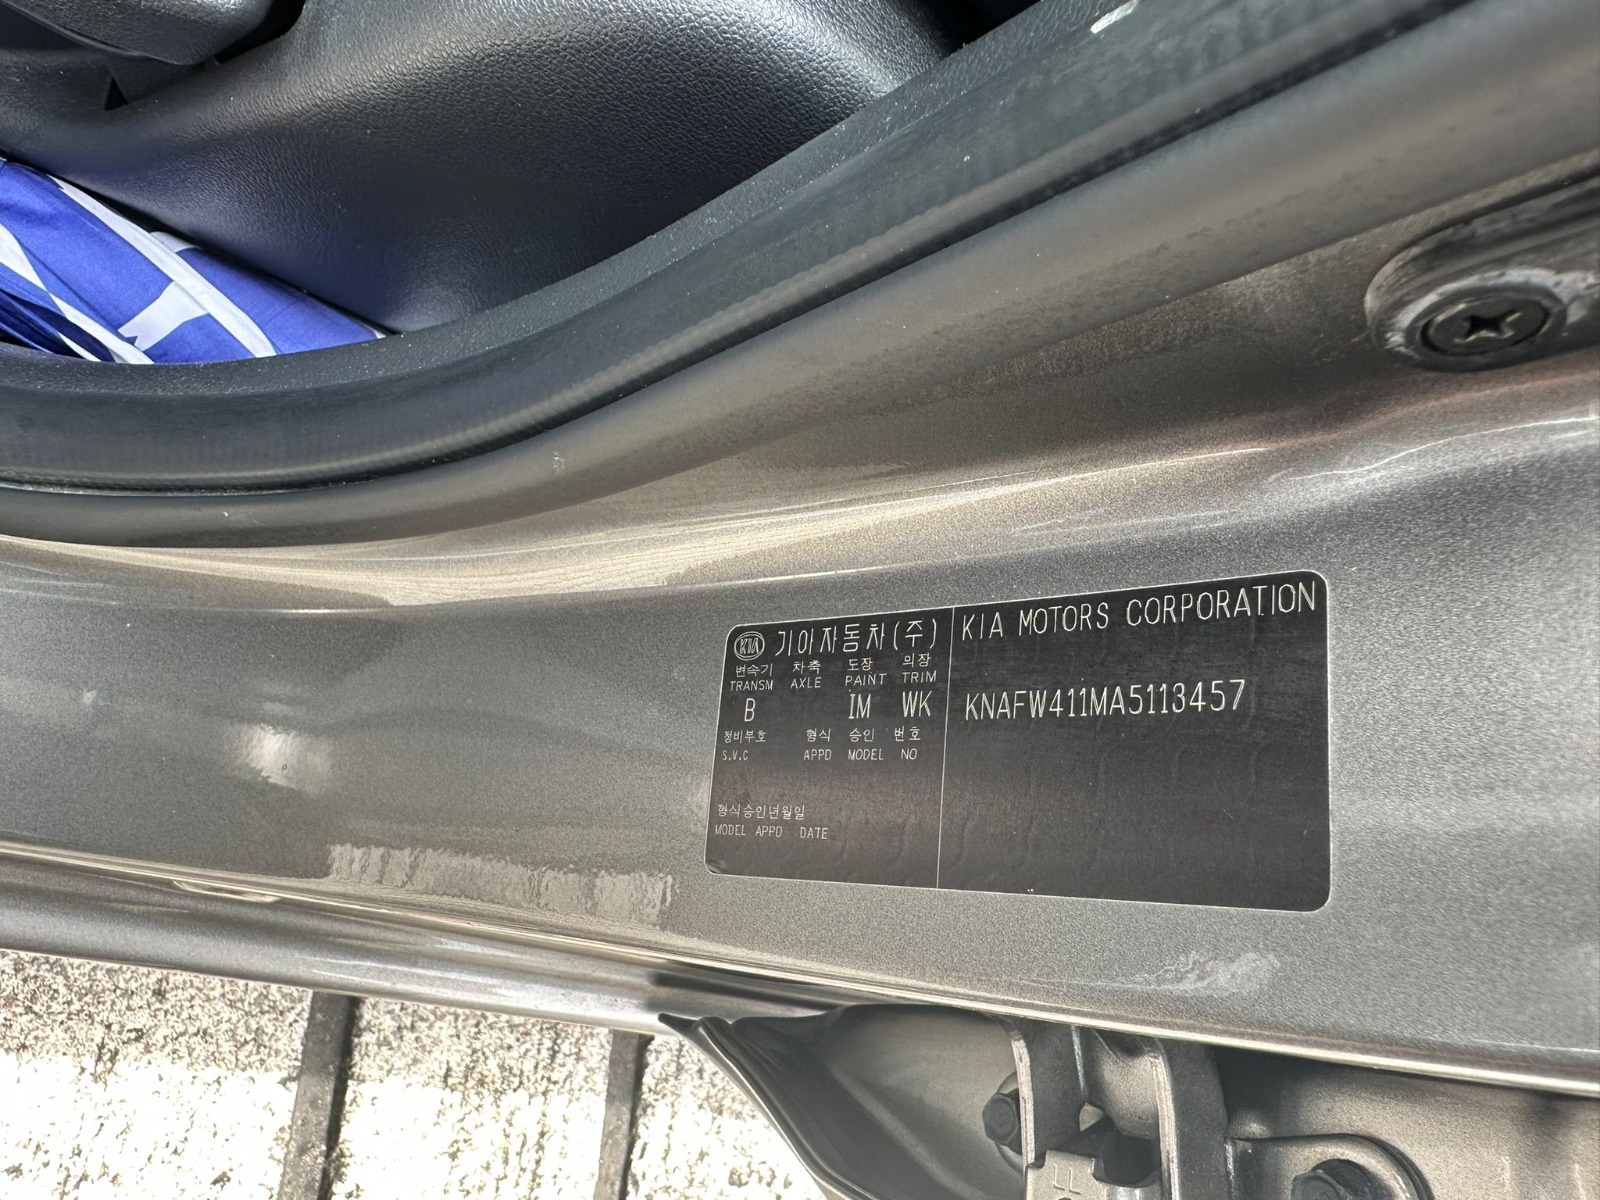 KIA 기아자동차(주)
변속기 차축 도장 의장
TRANSM AXLE PAINT TRIM
B IM WK
정비부호 형식 승인 번호
S.V.C APPD MODEL NO
형식승인년월일
MODEL APPD DATE
KIA MOTORS CORPORATION
KNAFW411MA5113457
LL